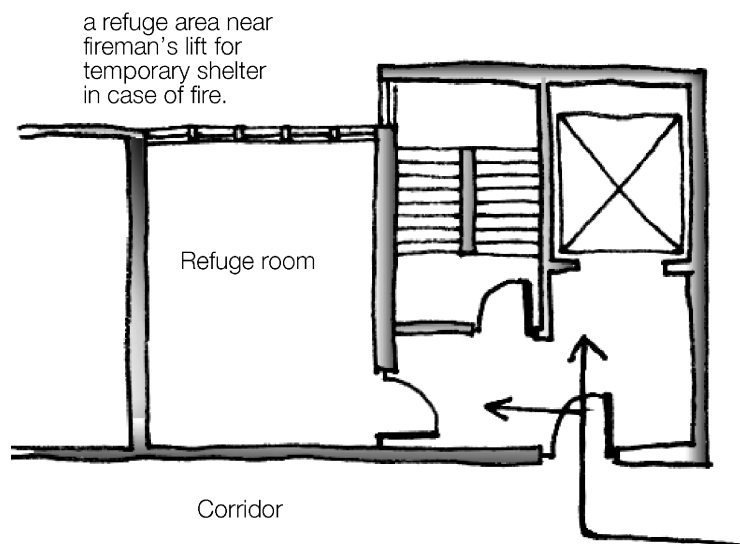 a refuge area near
fireman's lift for
temporary shelter
in case of fire.
Refuge room
Corridor